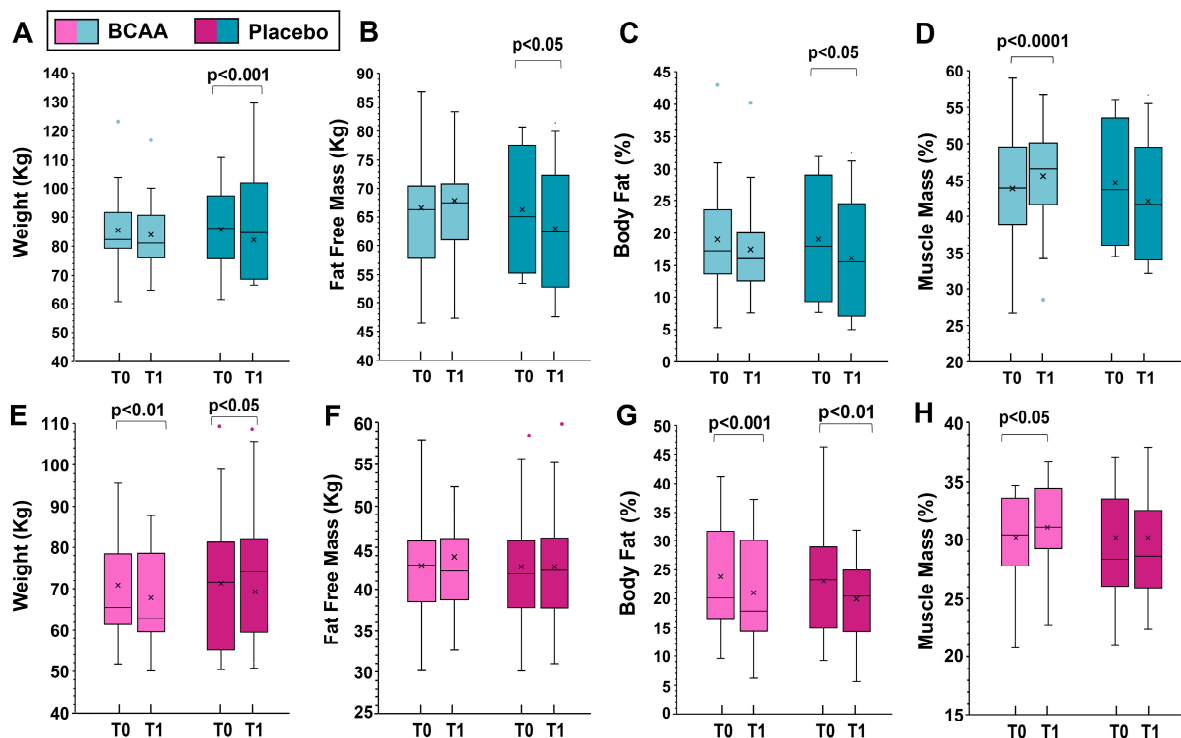 BCAA Placebo
A
p<0.001
Weight (Kg)
140
130
120
110
100
90
80
70
60
50
40
T0 T1 T0 T1
B
p<0.05
Fat Free Mass (Kg)
90
85
80
75
70
65
60
55
50
45
40
T0 T1 T0 T1
C
p<0.05
Body Fat (%)
45
40
35
30
25
20
15
10
5
0
T0 T1 T0 T1
D
p<0.0001
Muscle Mass (%)
60
55
50
45
40
35
30
25
20
T0 T1 T0 T1
E
p<0.01 p<0.05
Weight (Kg)
110
100
90
80
70
60
50
40
T0 T1 T0 T1
F
Fat Free Mass (Kg)
60
55
50
45
40
35
30
25
T0 T1 T0 T1
G
p<0.001 p<0.01
Body Fat (%)
50
45
40
35
30
25
20
15
10
5
0
T0 T1 T0 T1
H
p<0.05
Muscle Mass (%)
40
35
30
25
20
15
T0 T1 T0 T1